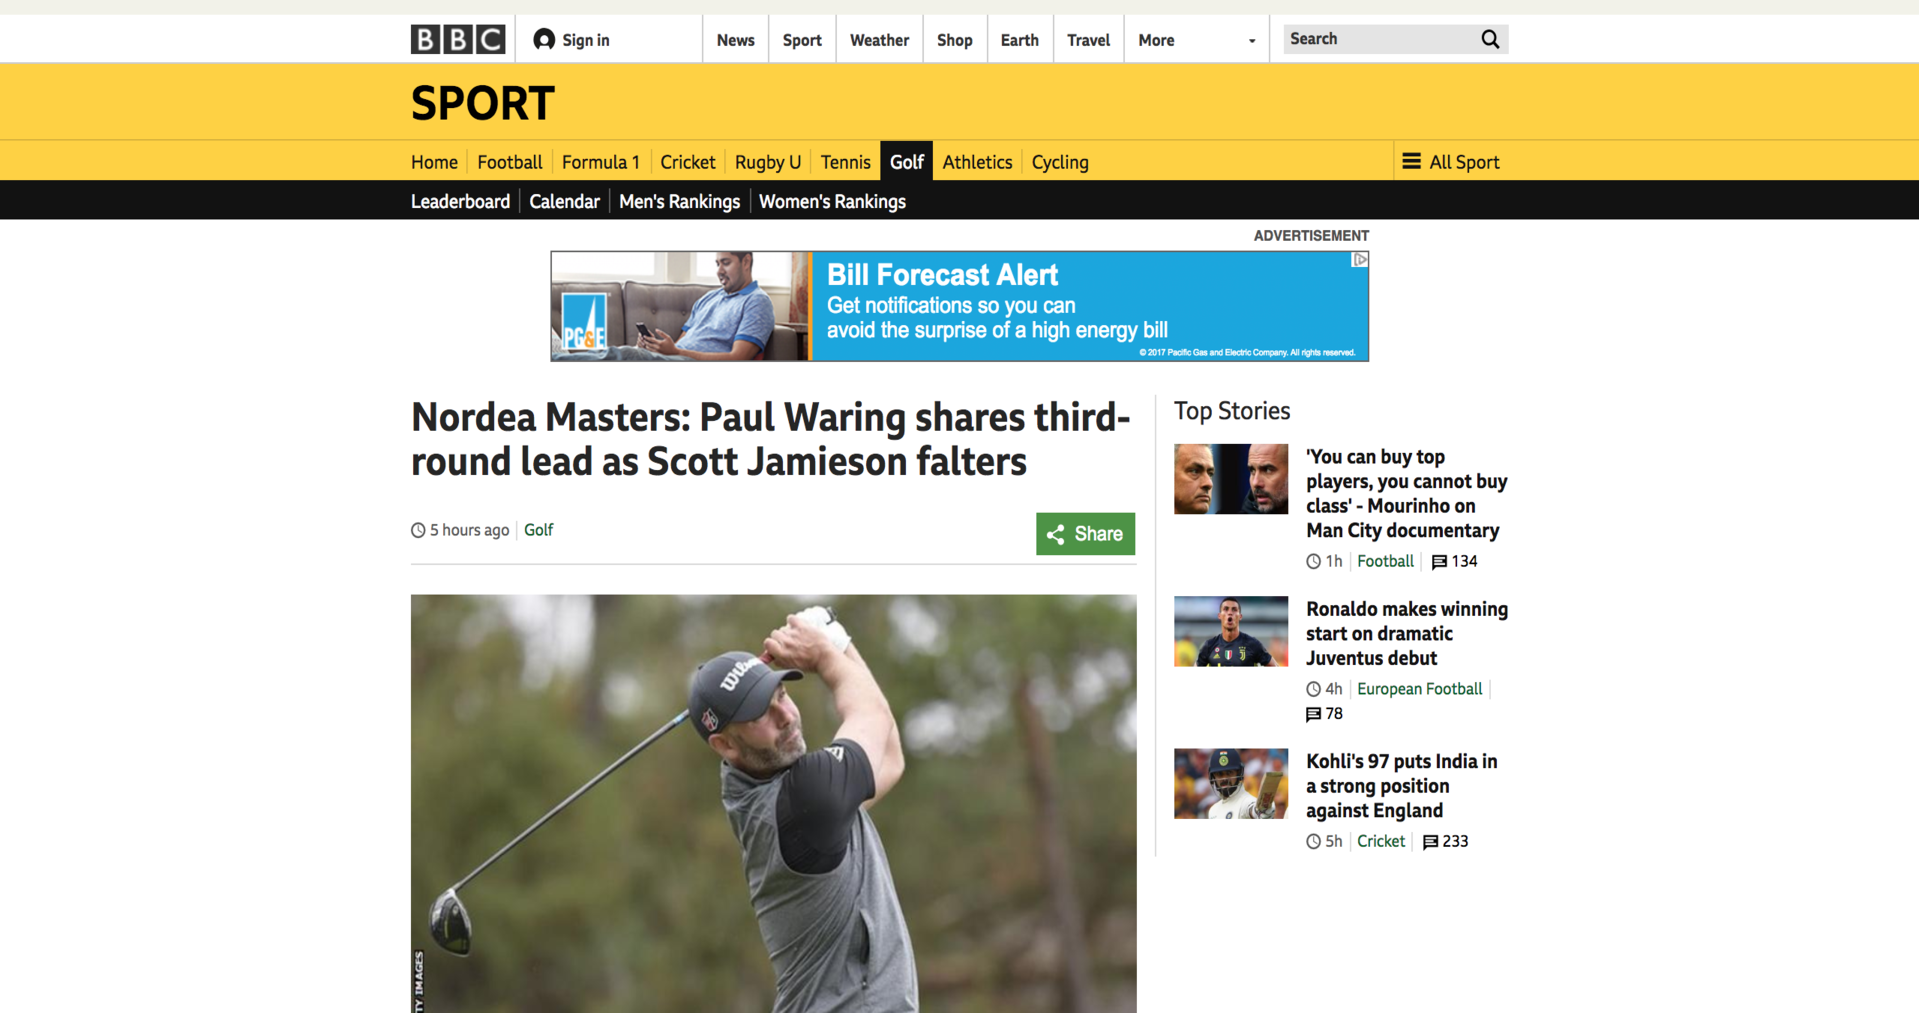 BBC
Sign in
News
Sport
Weather
Shop
Earth
Travel
More
Search
SPORT
Home
Football
Formula 1
Cricket
Rugby U
Tennis
Golf
Athletics
Cycling
All Sport
Leaderboard
Calendar
Men's Rankings
Women's Rankings
ADVERTISEMENT
PG&E
Bill Forecast Alert
Get notifications so you can
avoid the surprise of a high energy bill
© 2017 Pacific Gas and Electric Company. All rights reserved.
Nordea Masters: Paul Waring shares third-
round lead as Scott Jamieson falters
5 hours ago
Golf
Share
Wilson
TY IMAGES
Top Stories
'You can buy top
players, you cannot buy
class' - Mourinho on
Man City documentary
1h
Football
134
Ronaldo makes winning
start on dramatic
Juventus debut
4h
European Football
78
Kohli's 97 puts India in
a strong position
against England
5h
Cricket
233